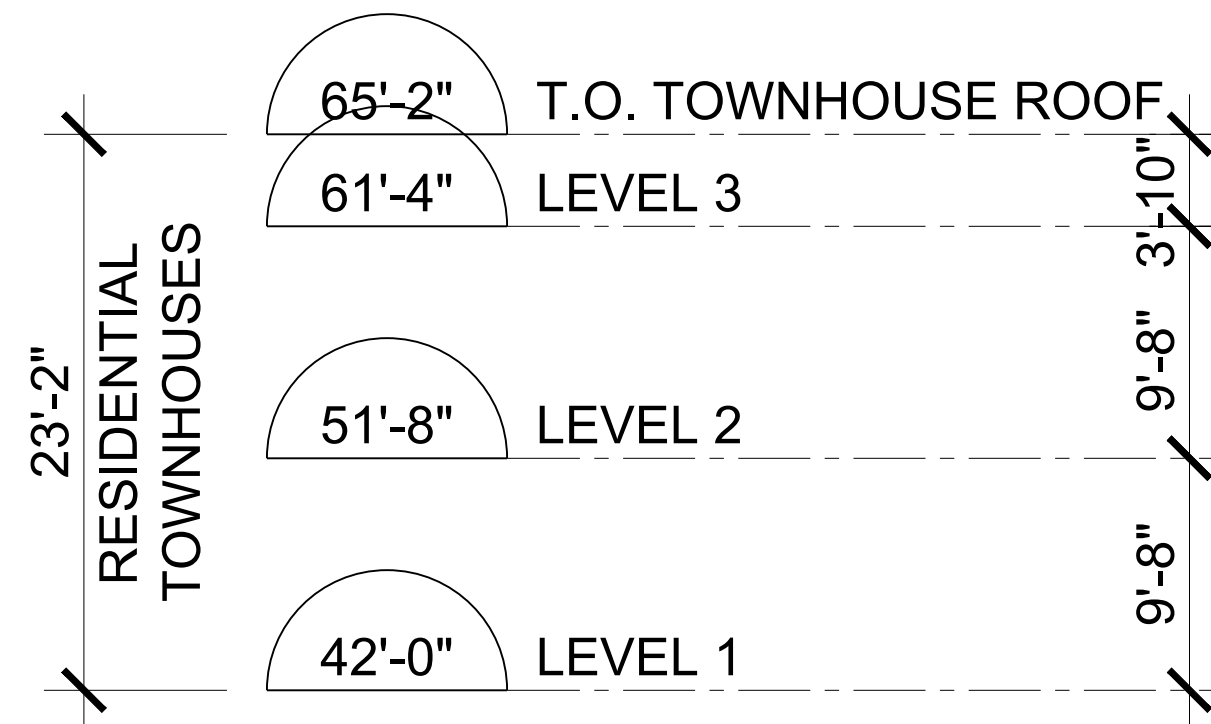 65'-2" T.O. TOWNHOUSE ROOF
3'-10"
61'-4" LEVEL 3
9'-8"
23'-2"
RESIDENTIAL
TOWNHOUSES
51'-8" LEVEL 2
9'-8"
42'-0" LEVEL 1